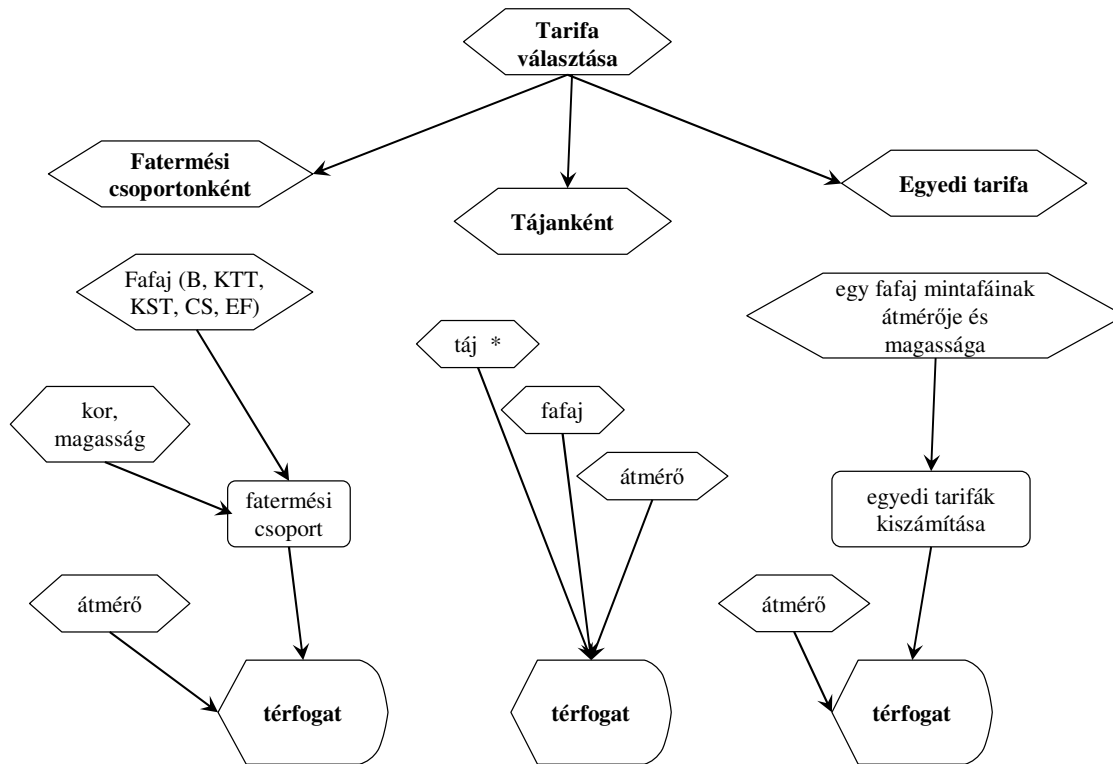 Tarifa
választása
Fatermési
csoportonként
Tájanként
Egyedi tarifa
Fafaj (B, KTT,
KST, CS, EF)
kor,
magasság
fatermési
csoport
átmérő
térfogat
táj *
fafaj
átmérő
térfogat
egy fafaj mintafáinak
átmérője és
magassága
egyedi tarifák
kiszámítása
átmérő
térfogat